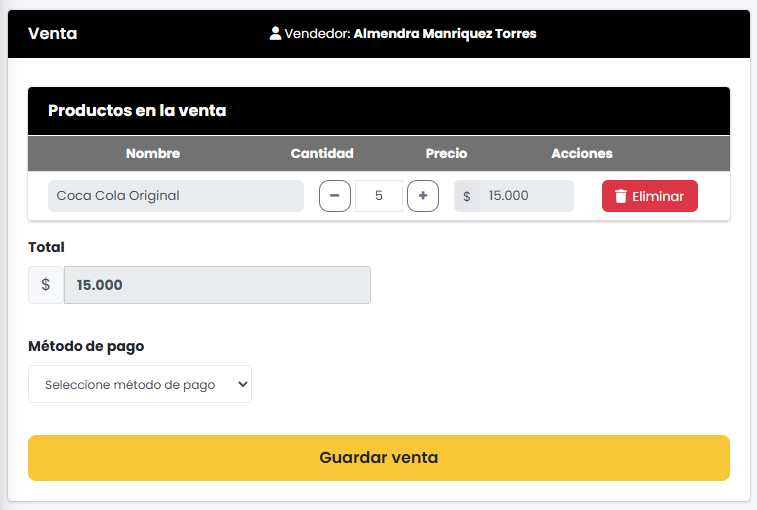 Venta Vendedor: Almendra Manriquez Torres
Productos en la venta
Nombre Cantidad Precio Acciones
Coca Cola Original − 5 + $ 15.000 Eliminar
Total
$ 15.000
Método de pago
Seleccione método de pago
Guardar venta